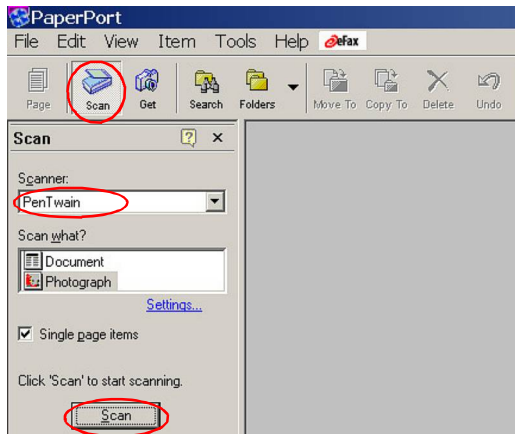 PaperPort
File Edit View Item Tools Help eFax
Page Scan Get Search Folders Move To Copy To Delete Undo
Scan ? ×
Scanner:
PenTwain
Scan what?
Document
Photograph
Settings...
Single page items
Click 'Scan' to start scanning.
Scan